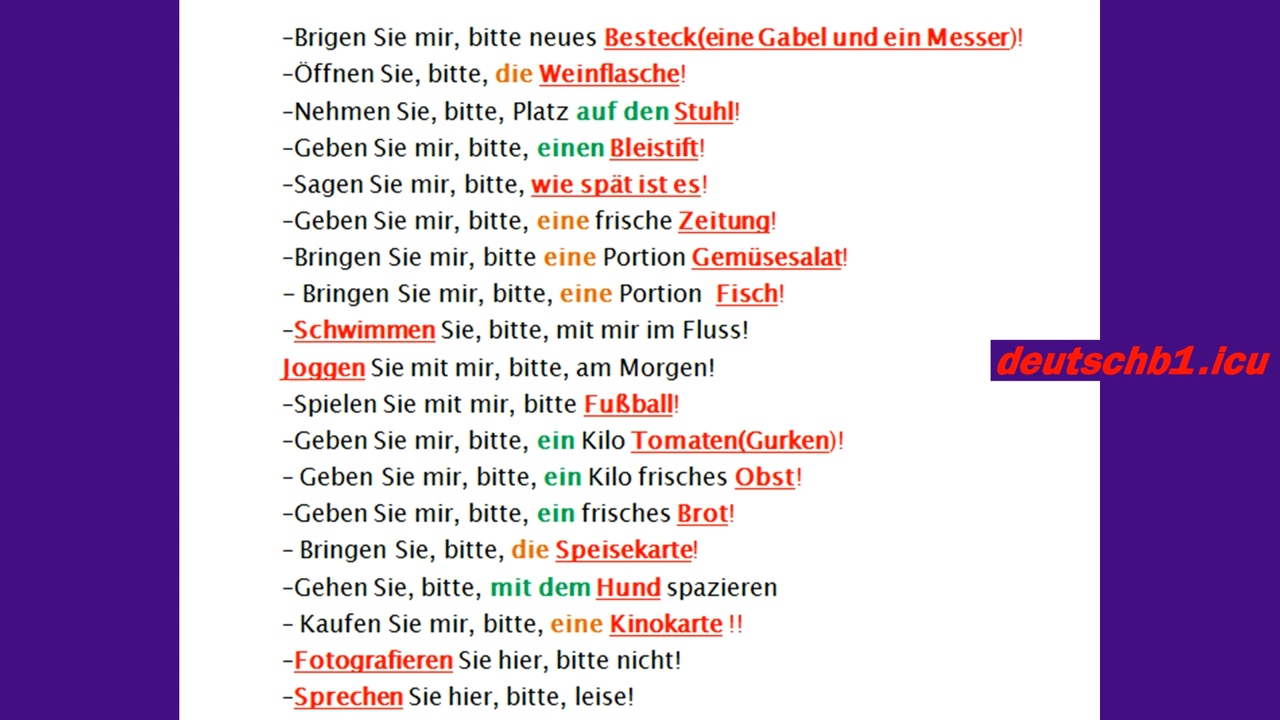 –Brigen Sie mir, bitte neues Besteck(eine Gabel und ein Messer)!
–Öffnen Sie, bitte, die Weinflasche!
–Nehmen Sie, bitte, Platz auf den Stuhl!
–Geben Sie mir, bitte, einen Bleistift!
–Sagen Sie mir, bitte, wie spät ist es!
–Geben Sie mir, bitte, eine frische Zeitung!
–Bringen Sie mir, bitte eine Portion Gemüsesalat!
– Bringen Sie mir, bitte, eine Portion Fisch!
–Schwimmen Sie, bitte, mit mir im Fluss!
Joggen Sie mit mir, bitte, am Morgen!
deutschb1.icu
–Spielen Sie mit mir, bitte Fußball!
–Geben Sie mir, bitte, ein Kilo Tomaten(Gurken)!
– Geben Sie mir, bitte, ein Kilo frisches Obst!
–Geben Sie mir, bitte, ein frisches Brot!
– Bringen Sie, bitte, die Speisekarte!
–Gehen Sie, bitte, mit dem Hund spazieren
– Kaufen Sie mir, bitte, eine Kinokarte !!
–Fotografieren Sie hier, bitte nicht!
–Sprechen Sie hier, bitte, leise!